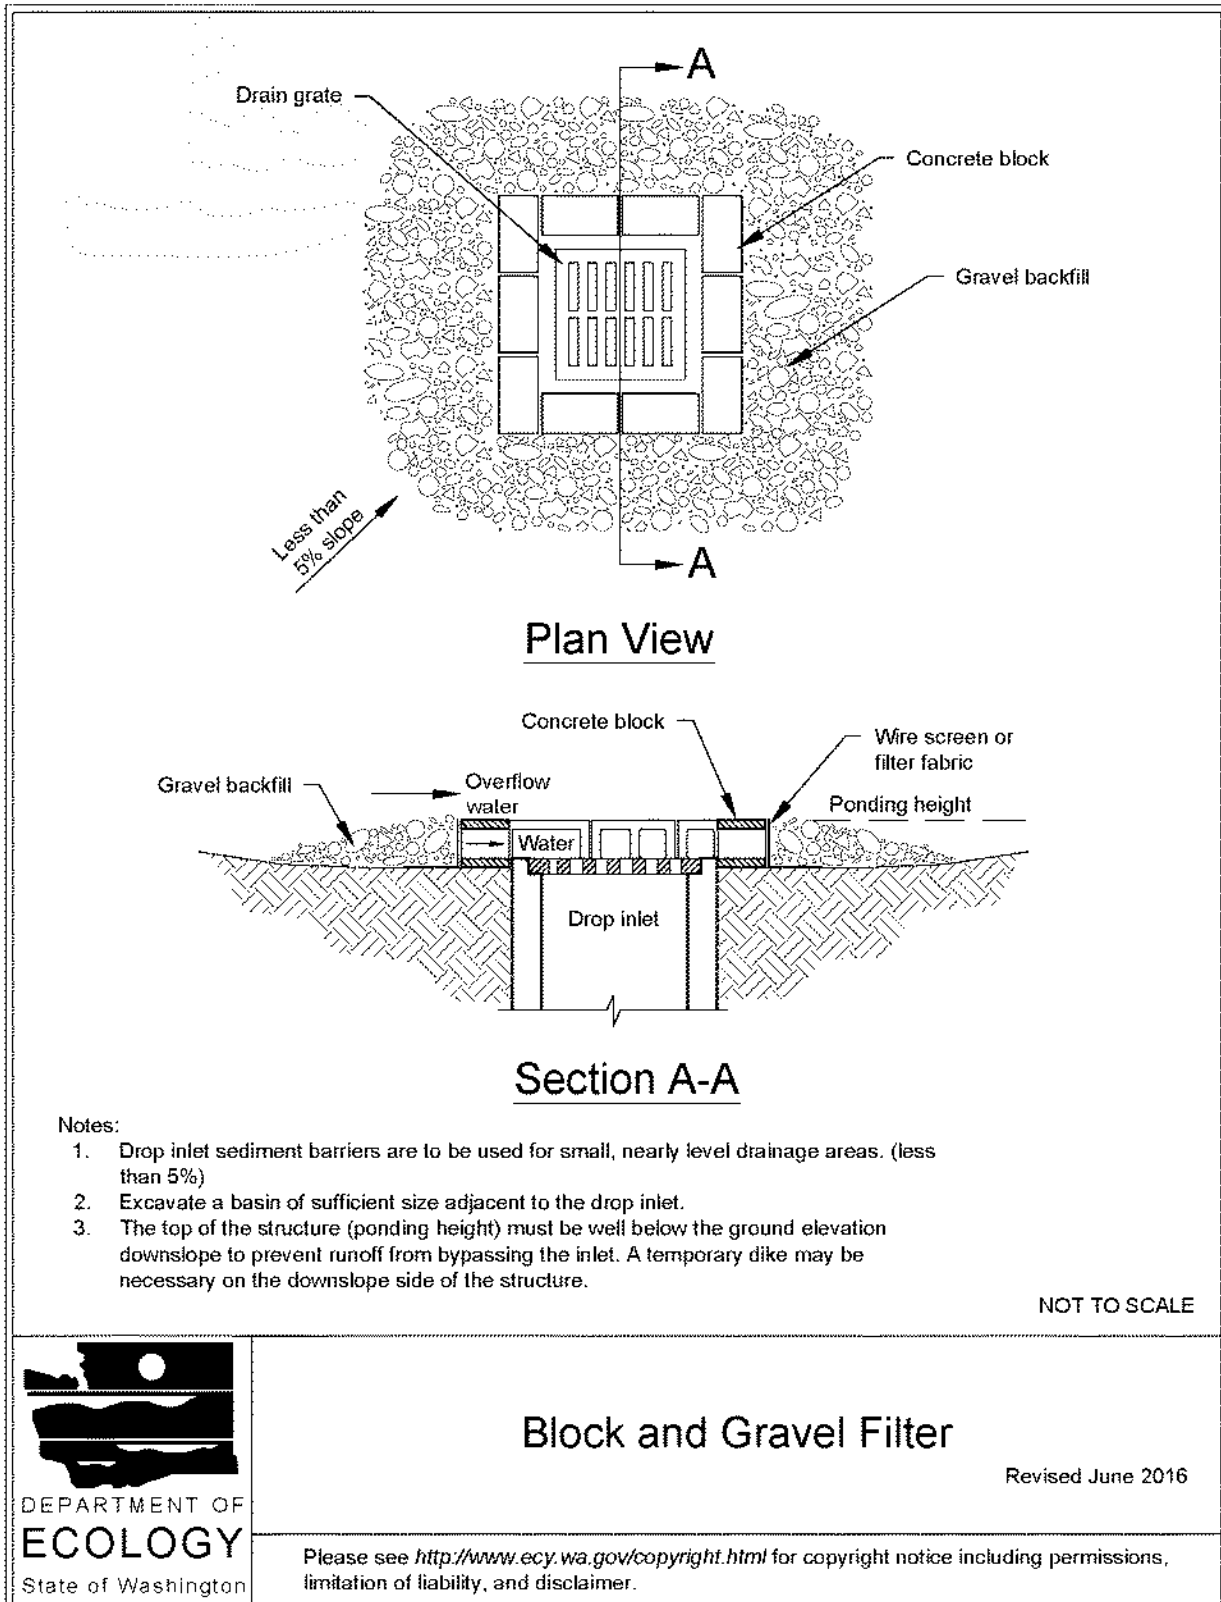 A
Drain grate
Concrete block
Gravel backfill
Less than
5% slope
A
Plan View
Concrete block
Wire screen or
filter fabric
Gravel backfill
Overflow
water
Ponding height
Water
Drop inlet
Section A-A
Notes:
1. Drop inlet sediment barriers are to be used for small, nearly level drainage areas. (less
than 5%)
2. Excavate a basin of sufficient size adjacent to the drop inlet.
3. The top of the structure (ponding height) must be well below the ground elevation
downslope to prevent runoff from bypassing the inlet. A temporary dike may be
necessary on the downslope side of the structure.
NOT TO SCALE
Block and Gravel Filter
Revised June 2016
DEPARTMENT OF
ECOLOGY
State of Washington
Please see http://www.ecy.wa.gov/copyright.html for copyright notice including permissions,
limitation of liability, and disclaimer.